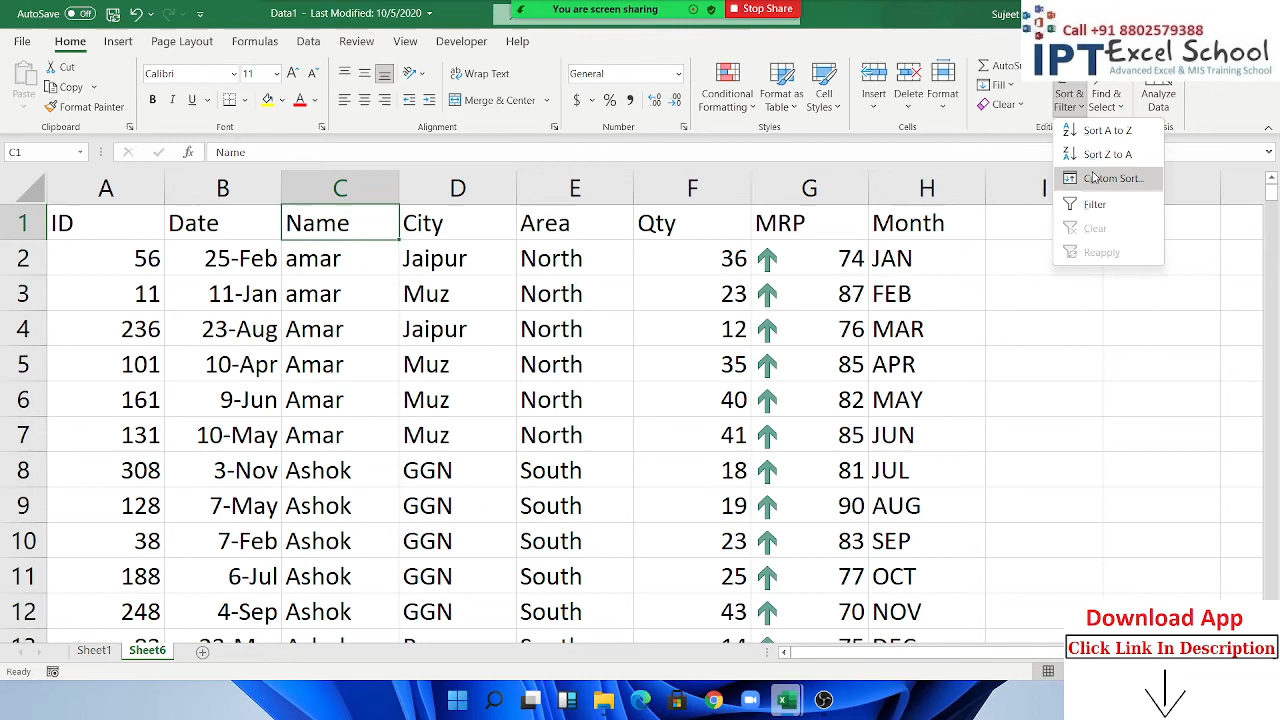 AutoSave Off Data1 - Last Modified: 10/5/2020 You are screen sharing Stop Share Sujeet
Call +91 8802579388
IPT Excel School
Advanced Excel & MIS Training School
File Home Insert Page Layout Formulas Data Review View Developer Help
Paste Cut Copy Format Painter
Calibri 11 B I U
Wrap Text Merge & Center
General $ % 
Conditional Formatting Format as Table Cell Styles
Insert Delete Format
AutoS Fill Clear
Sort & Filter Find & Select Analyze Data
Clipboard Font Alignment Number Styles Cells Editi
Sort A to Z
Sort Z to A
Custom Sort...
Filter
Clear
Reapply
C1 fx Name
A B C D E F G H I
1 ID Date Name City Area Qty MRP Month
2 56 25-Feb amar Jaipur North 36 74 JAN
3 11 11-Jan amar Muz North 23 87 FEB
4 236 23-Aug Amar Jaipur North 12 76 MAR
5 101 10-Apr Amar Muz North 35 85 APR
6 161 9-Jun Amar Muz North 40 82 MAY
7 131 10-May Amar Muz North 41 85 JUN
8 308 3-Nov Ashok GGN South 18 81 JUL
9 128 7-May Ashok GGN South 19 90 AUG
10 38 7-Feb Ashok GGN South 23 83 SEP
11 188 6-Jul Ashok GGN South 25 77 OCT
12 248 4-Sep Ashok GGN South 43 70 NOV
Sheet1 Sheet6
Ready
Download App
Click Link In Description